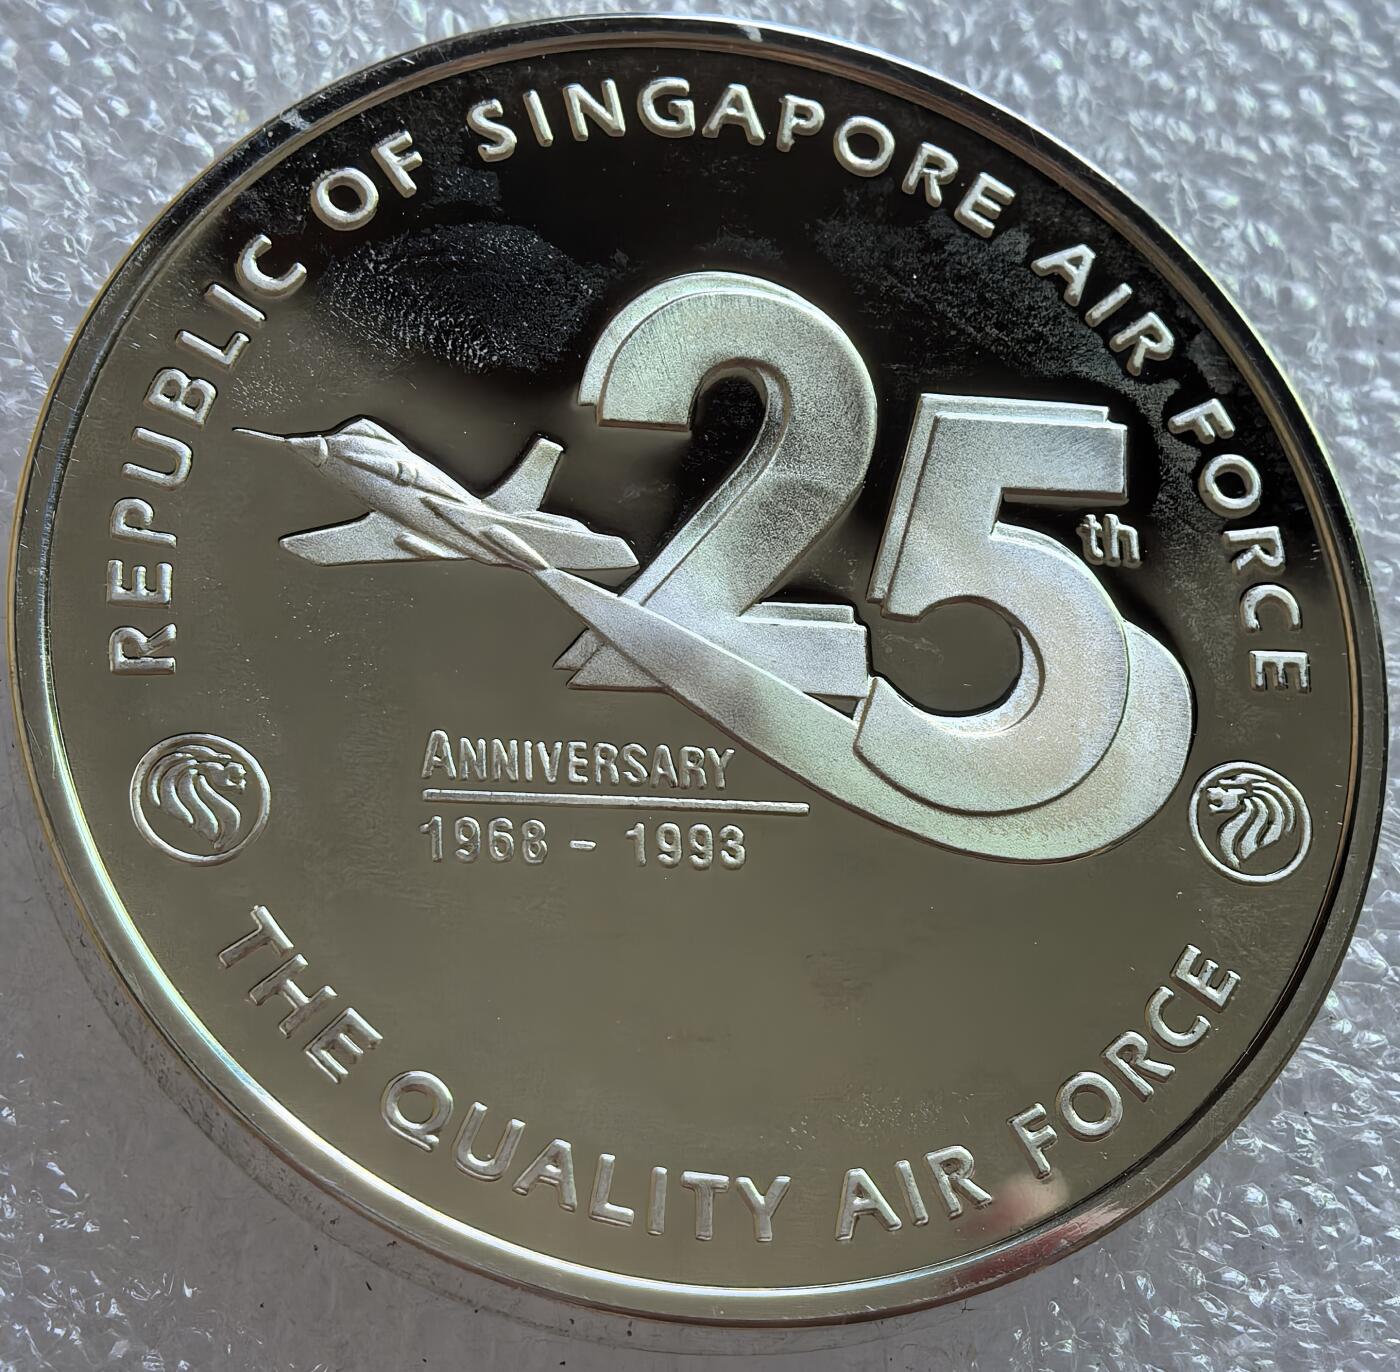 REPUBLIC OF SINGAPORE AIR FORCE
25th
ANNIVERSARY
1968 - 1993
THE QUALITY AIR FORCE